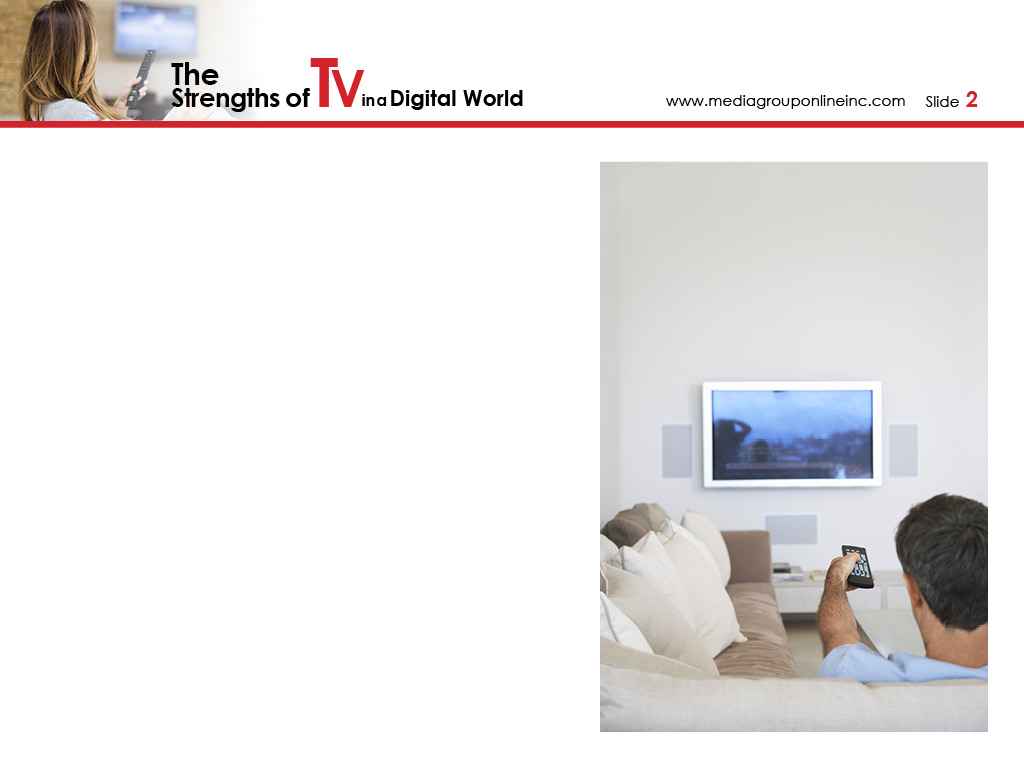 The
Strengths of TV in a Digital World
www.mediagrouponlineinc.com Slide 2